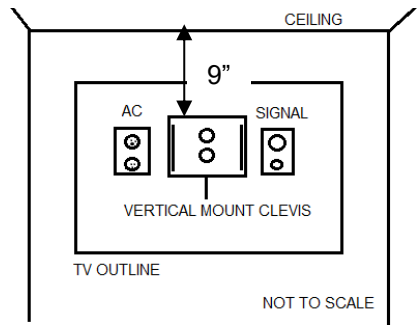 CEILING
9”
AC
SIGNAL
VERTICAL MOUNT CLEVIS
TV OUTLINE
NOT TO SCALE